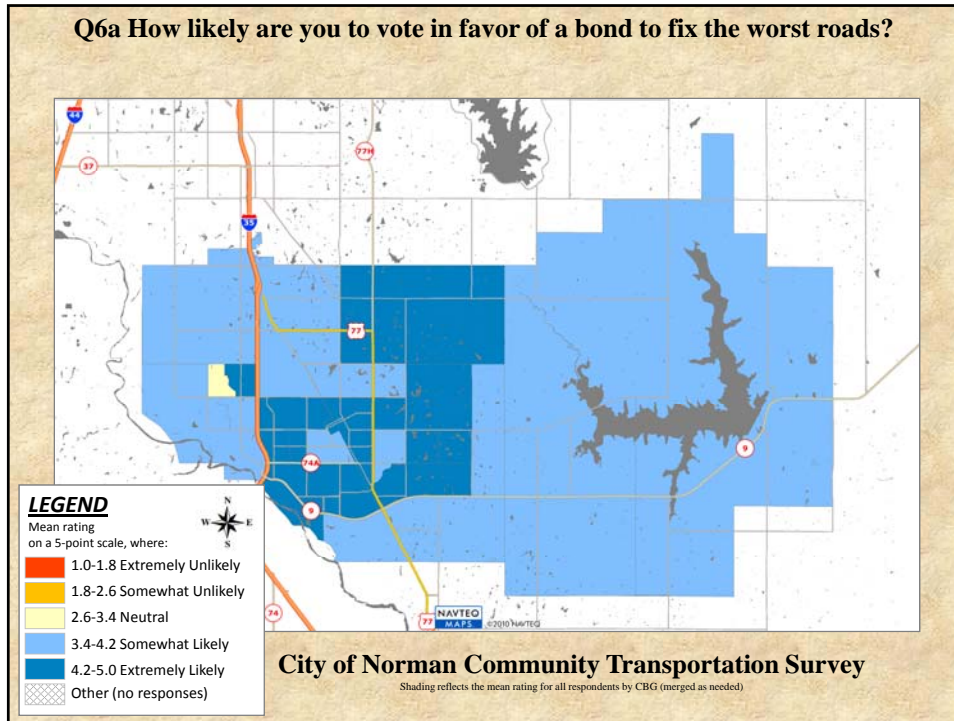 Q6a How likely are you to vote in favor of a bond to fix the worst roads?
44
37
77H
35
77
74A
9
9
LEGEND
Mean rating
on a 5-point scale, where:
N
W E
S
1.0-1.8 Extremely Unlikely
1.8-2.6 Somewhat Unlikely
2.6-3.4 Neutral
3.4-4.2 Somewhat Likely
4.2-5.0 Extremely Likely
Other (no responses)
74
77
NAVTEQ
MAPS
©2010 NAVTEQ
City of Norman Community Transportation Survey
Shading reflects the mean rating for all respondents by CBG (merged as needed)